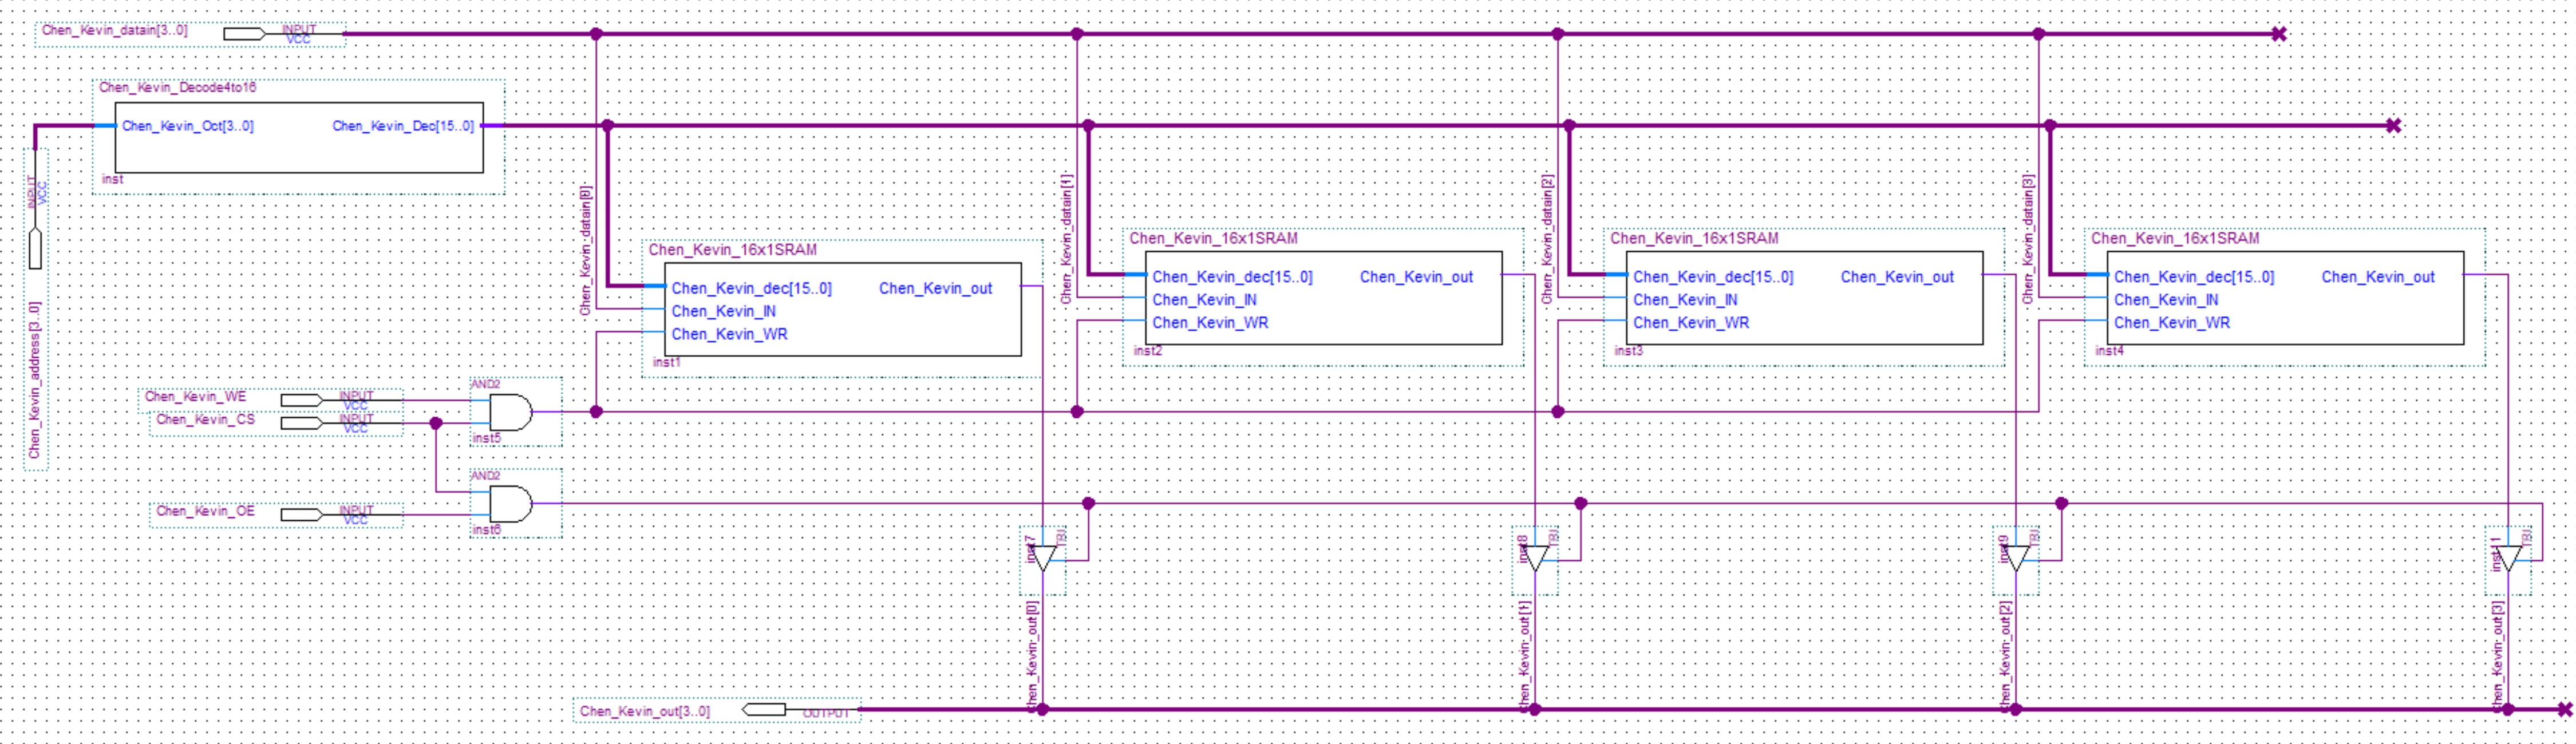 Chen_Kevin_datain[3..0]
INPUT
VCC
Chen_Kevin_Decode4to16
Chen_Kevin_Oct[3..0]
Chen_Kevin_Dec[15..0]
inst
INPUT
VCC
Chen_Kevin_address[3..0]
Chen_Kevin_datain[0]
Chen_Kevin_datain[1]
Chen_Kevin_datain[2]
Chen_Kevin_datain[3]
Chen_Kevin_16x1SRAM
Chen_Kevin_dec[15..0]
Chen_Kevin_out
Chen_Kevin_IN
Chen_Kevin_WR
inst1
Chen_Kevin_16x1SRAM
Chen_Kevin_dec[15..0]
Chen_Kevin_out
Chen_Kevin_IN
Chen_Kevin_WR
inst2
Chen_Kevin_16x1SRAM
Chen_Kevin_dec[15..0]
Chen_Kevin_out
Chen_Kevin_IN
Chen_Kevin_WR
inst3
Chen_Kevin_16x1SRAM
Chen_Kevin_dec[15..0]
Chen_Kevin_out
Chen_Kevin_IN
Chen_Kevin_WR
inst4
Chen_Kevin_WE
INPUT
VCC
Chen_Kevin_CS
INPUT
VCC
AND2
inst5
Chen_Kevin_OE
INPUT
VCC
AND2
inst6
inst7
TRI
inst8
TRI
inst9
TRI
TRI
Chen_Kevin_out[0]
Chen_Kevin_out[1]
Chen_Kevin_out[2]
Chen_Kevin_out[3]
Chen_Kevin_out[3..0]
OUTPUT